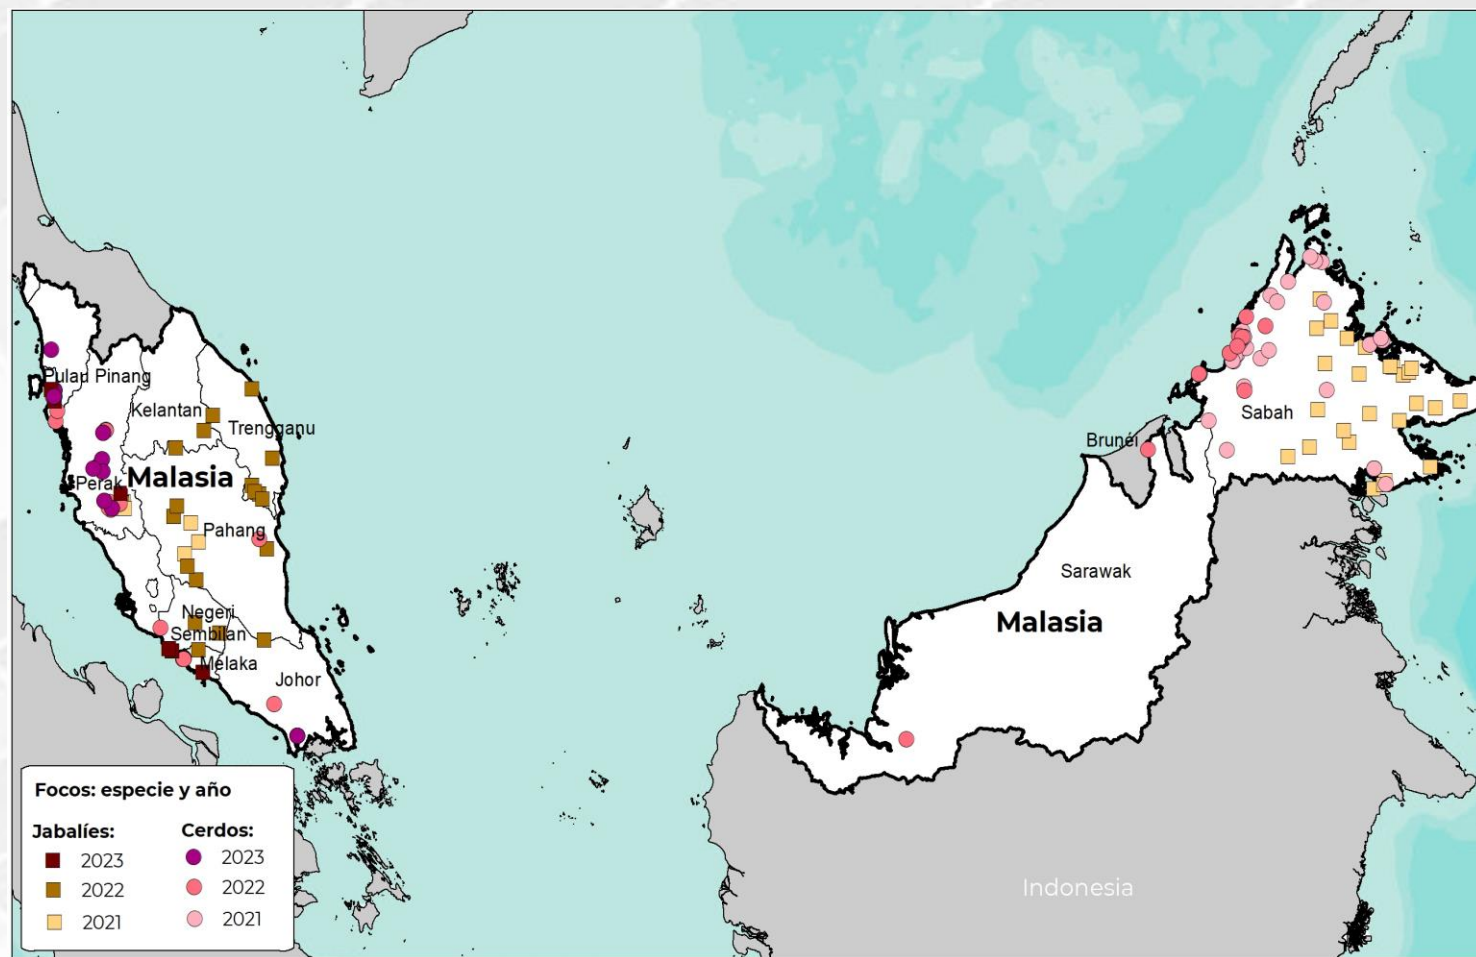 Pulau Pinang
Kelantan
Trengganu
Malasia
Perak
Pahang
Negeri
Sembilan
Melaka
Johor
Brunéi
Sabah
Sarawak
Malasia
Indonesia
Focos: especie y año
Jabalíes:
2023
2022
2021
Cerdos:
2023
2022
2021